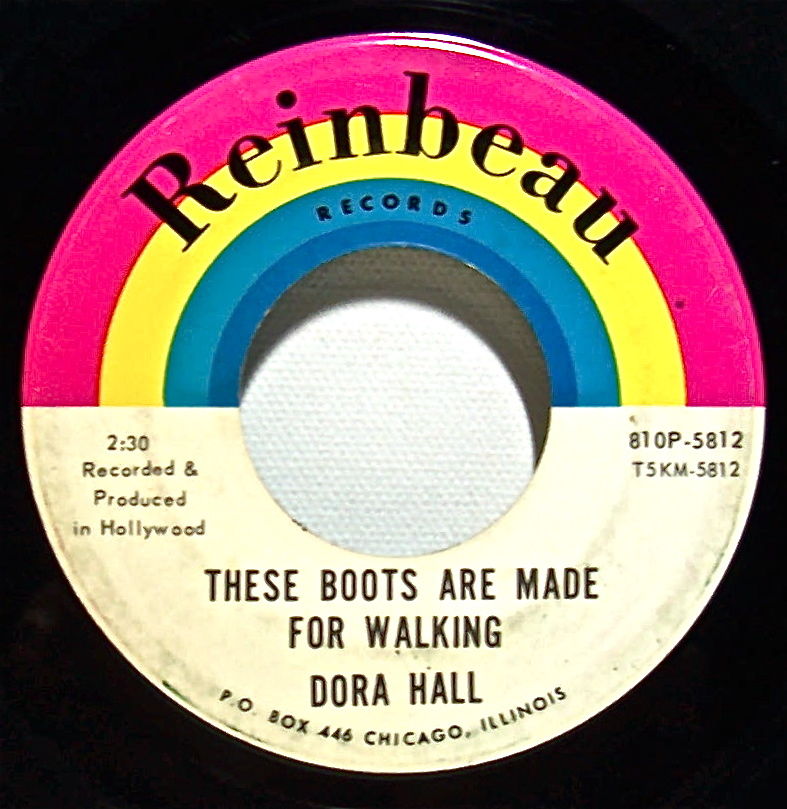 Reinbeau
RECORDS
2:30
Recorded &
Produced
in Hollywood
810P-5812
T5KM-5812
THESE BOOTS ARE MADE
FOR WALKING
DORA HALL
P.O. BOX 446 CHICAGO, ILLINOIS